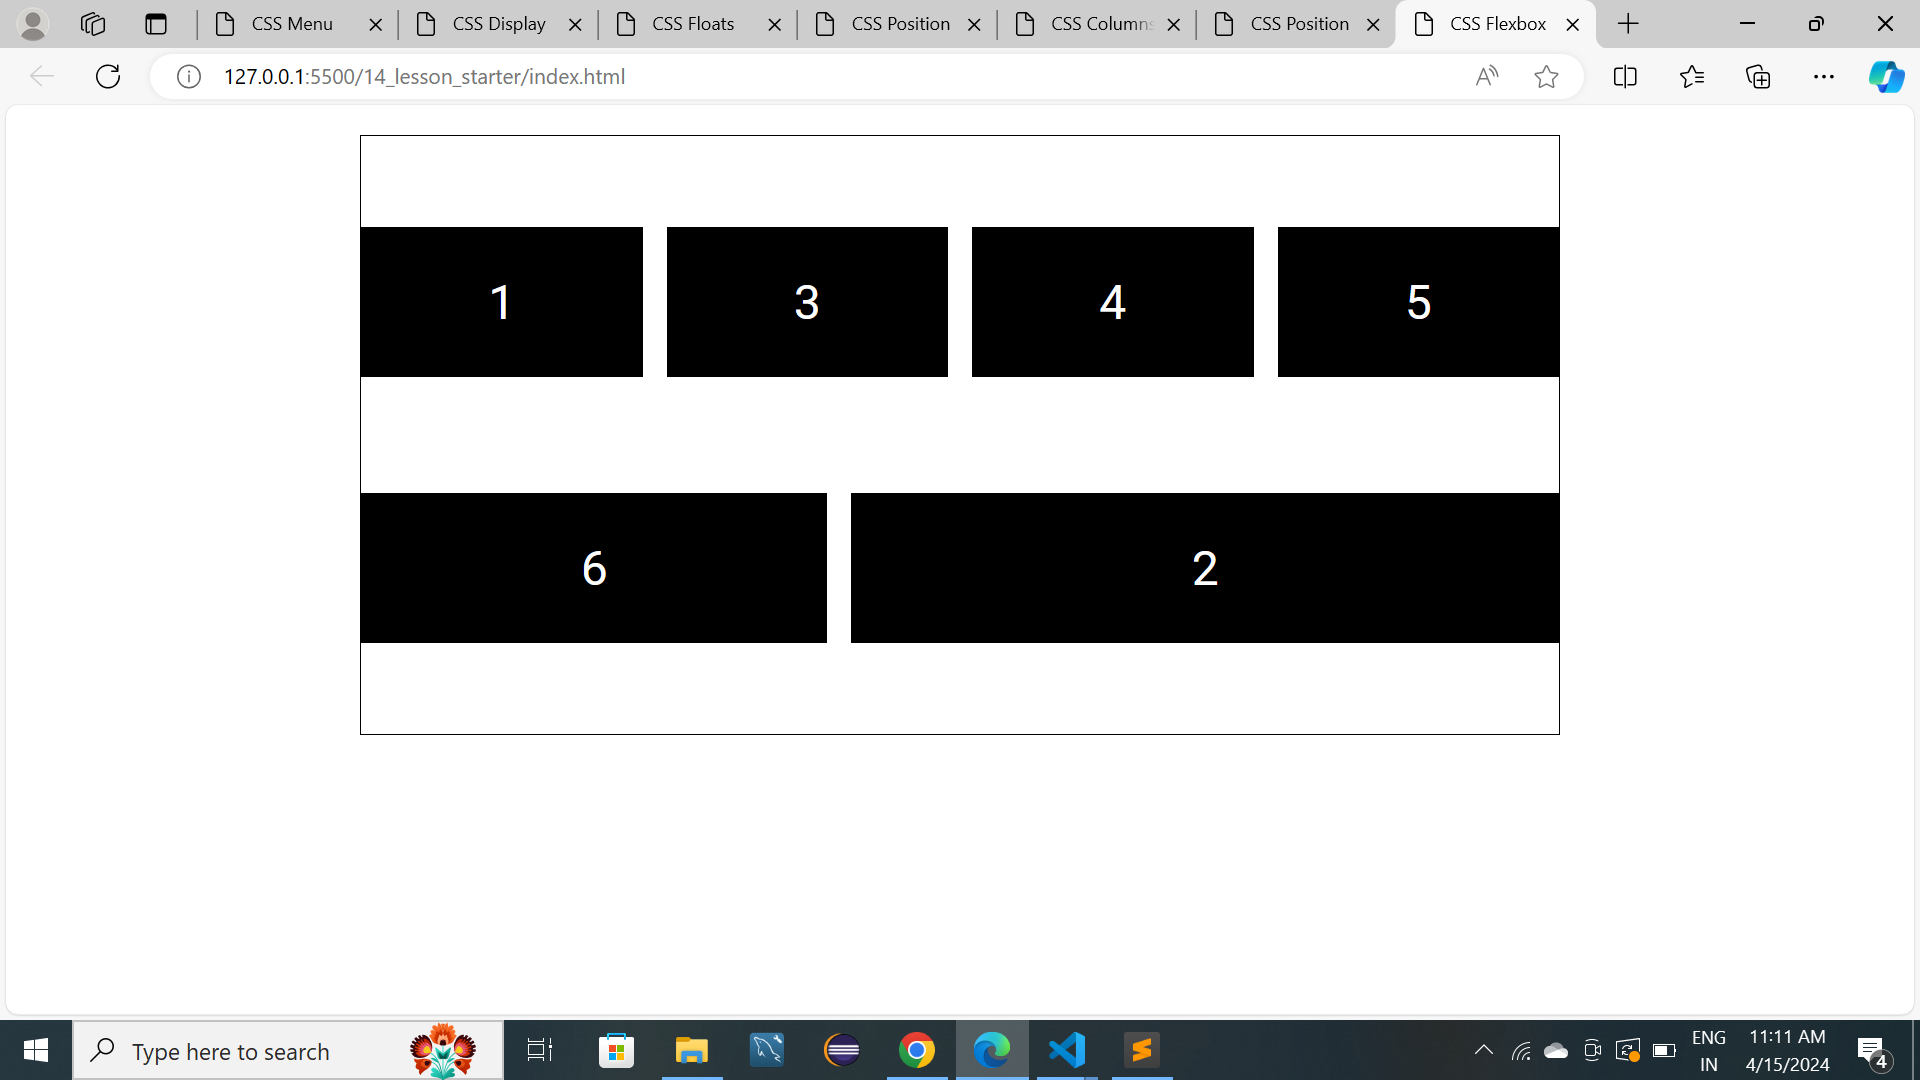 CSS Menu
CSS Display
CSS Floats
CSS Position
CSS Columns
CSS Position
CSS Flexbox
127.0.0.1:5500/14_lesson_starter/index.html
1 3 4 5
6 2
Type here to search
ENG
IN
11:11 AM
4/15/2024
4